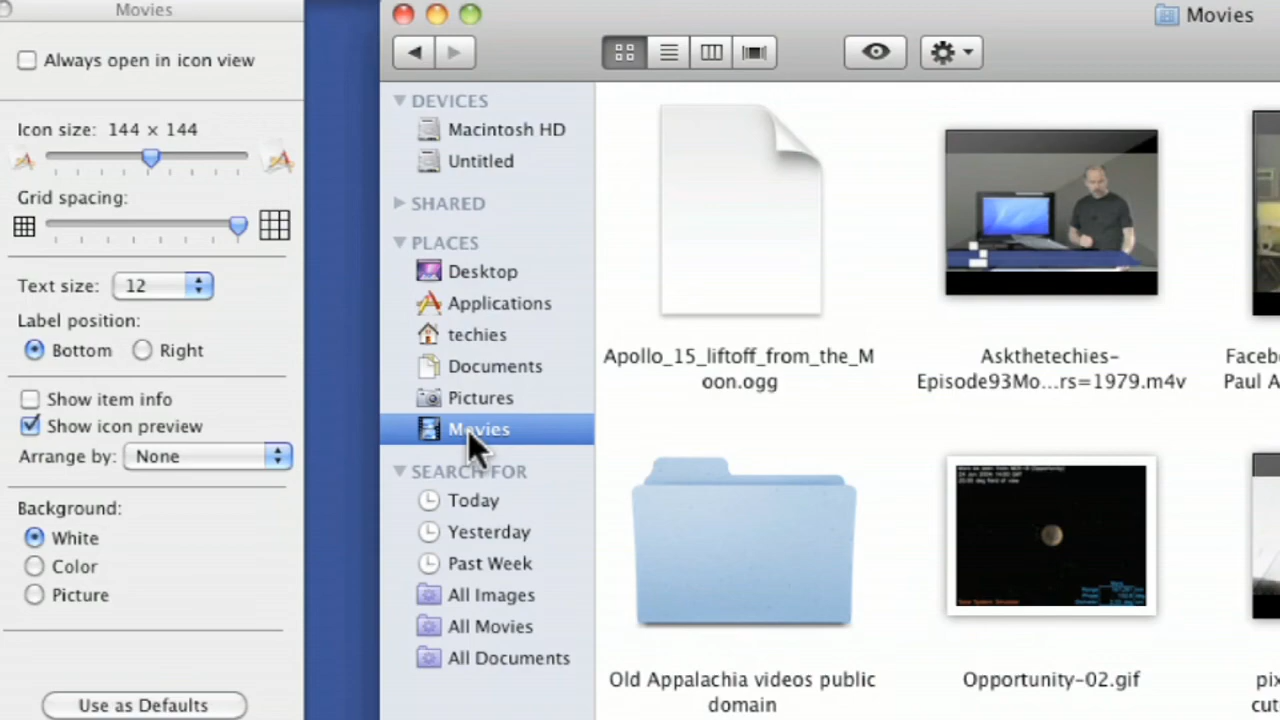 Movies
Always open in icon view
Icon size: 144 × 144
Grid spacing:
Text size: 12
Label position:
Bottom Right
Show item info
Show icon preview
Arrange by: None
Background:
White
Color
Picture
Use as Defaults
Movies
DEVICES
Macintosh HD
Untitled
SHARED
PLACES
Desktop
Applications
techies
Documents
Pictures
Movies
SEARCH FOR
Today
Yesterday
Past Week
All Images
All Movies
All Documents
Apollo_15_liftoff_from_the_M
oon.ogg
Askthetechies-
Episode93Mo...rs=1979.m4v
Faceb
Paul A
Old Appalachia videos public
domain
Opportunity-02.gif
pix
cut